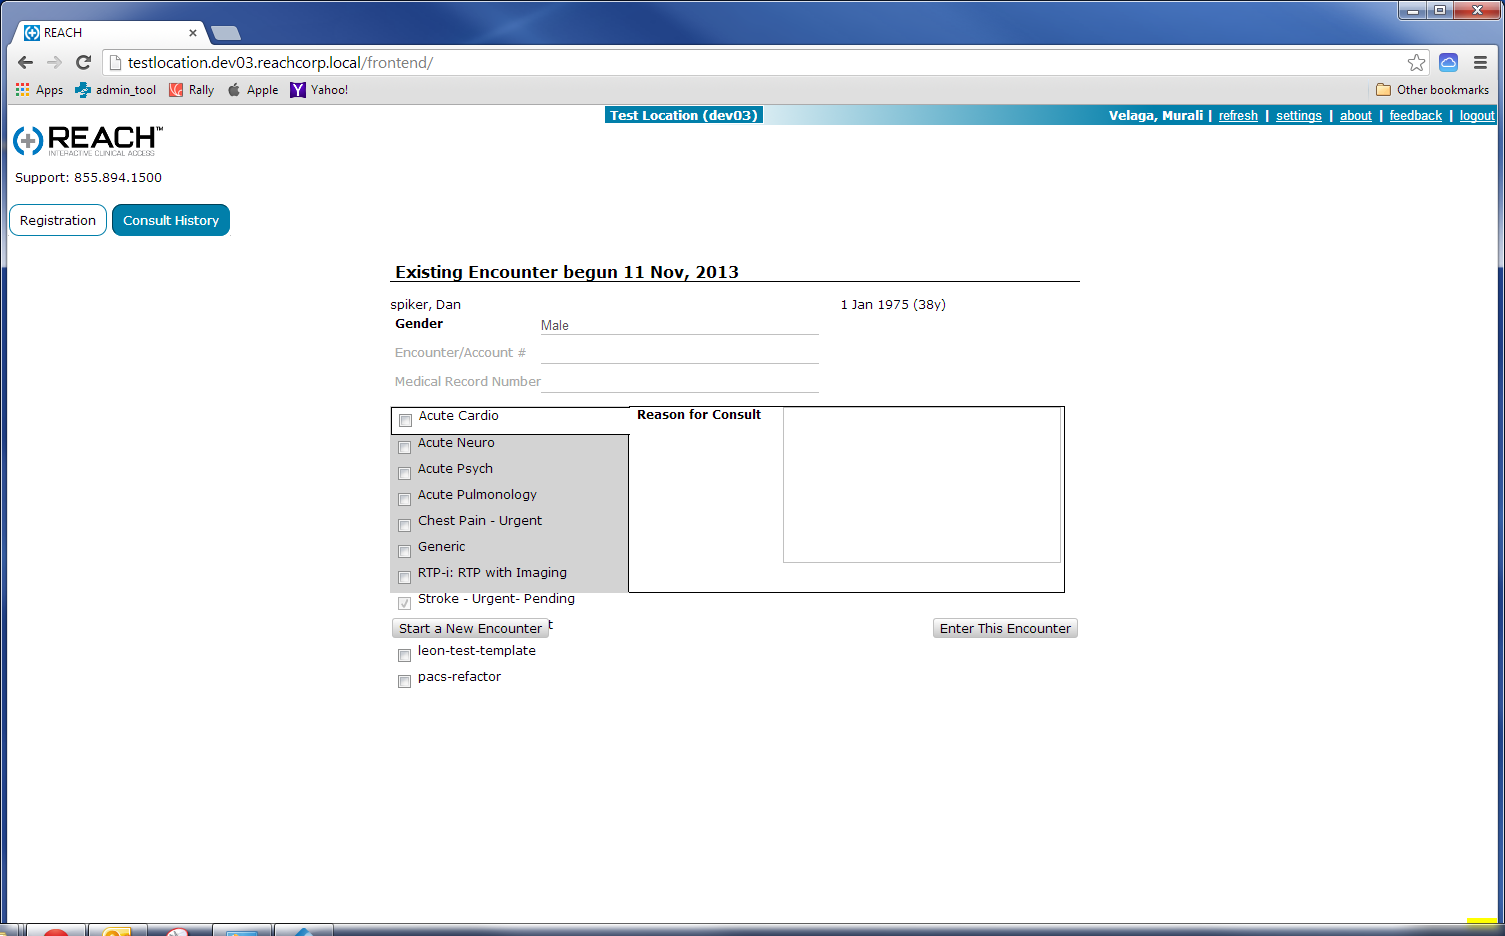 REACH
testlocation.dev03.reachcorp.local/frontend/
Apps admin_tool Rally Apple Yahoo! Other bookmarks
Test Location (dev03) Velaga, Murali | refresh | settings | about | feedback | logout
REACH™
INTERACTIVE CLINICAL ACCESS
Support: 855.894.1500
Registration Consult History
Existing Encounter begun 11 Nov, 2013
spiker, Dan 1 Jan 1975 (38y)
Gender Male
Encounter/Account #
Medical Record Number
Acute Cardio Reason for Consult
Acute Neuro
Acute Psych
Acute Pulmonology
Chest Pain - Urgent
Generic
RTP-i: RTP with Imaging
Stroke - Urgent- Pending
Start a New Encounter Enter This Encounter
leon-test-template
pacs-refactor